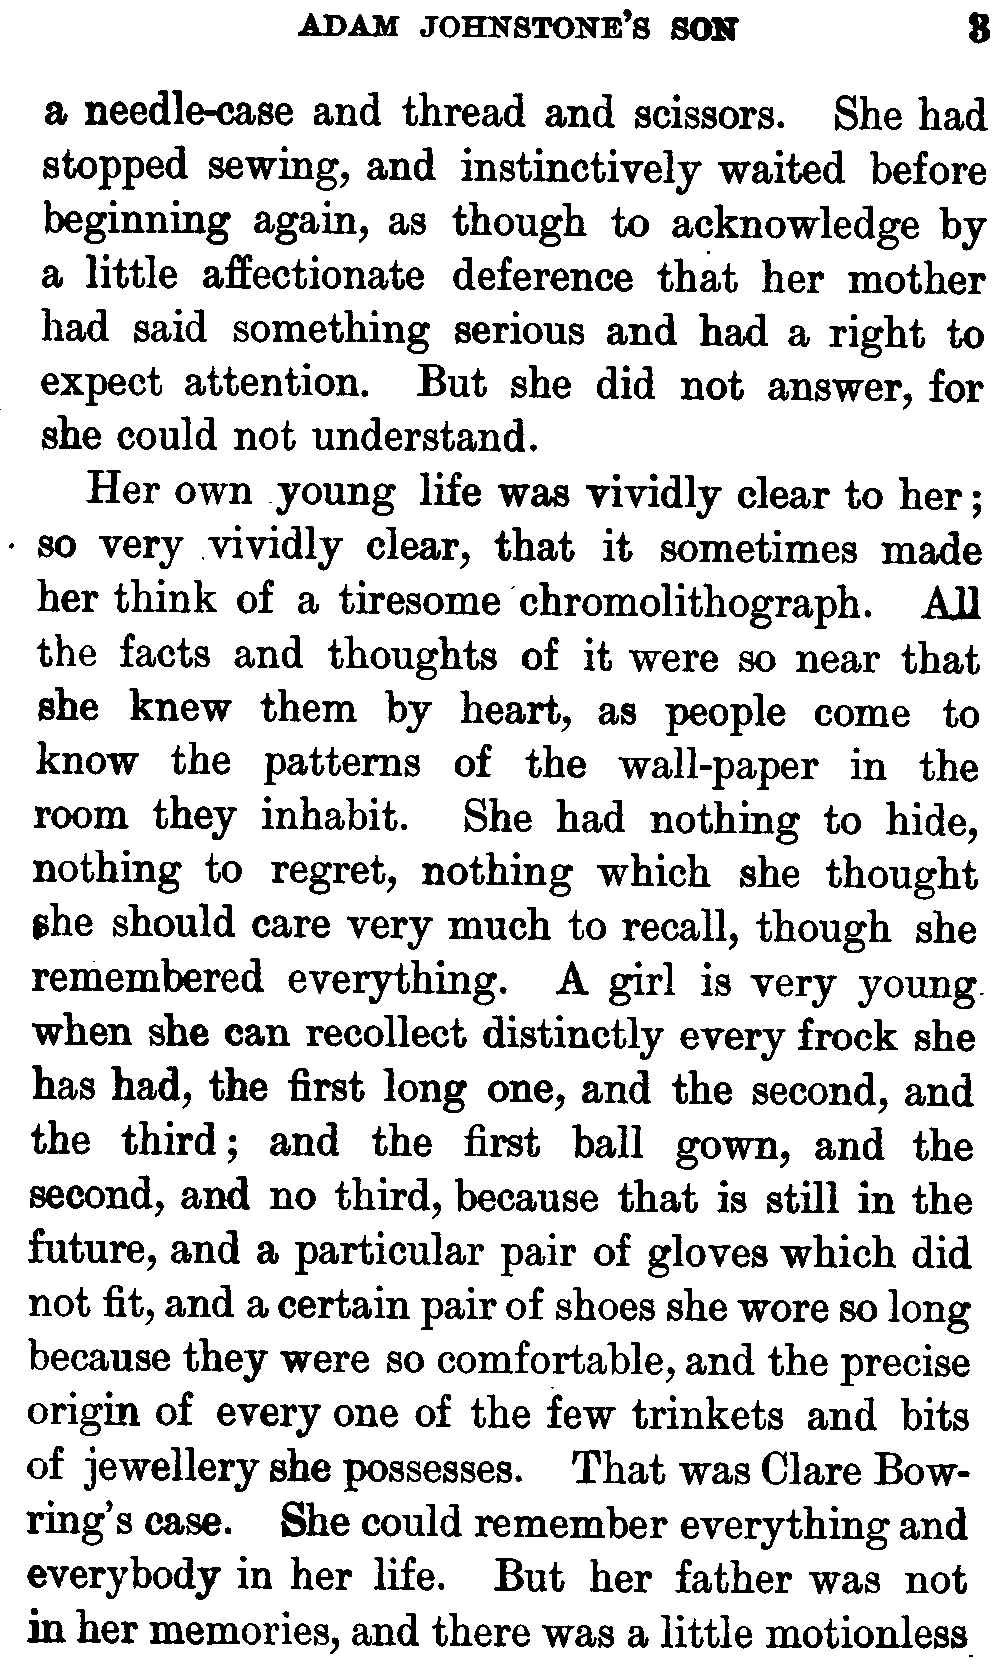 ADAM JOHNSTONE'S SON 3
a needle-case and thread and scissors. She had
stopped sewing, and instinctively waited before
beginning again, as though to acknowledge by
a little affectionate deference that her mother
had said something serious and had a right to
expect attention. But she did not answer, for
she could not understand.
Her own young life was vividly clear to her;
so very vividly clear, that it sometimes made
her think of a tiresome chromolithograph. All
the facts and thoughts of it were so near that
she knew them by heart, as people come to
know the patterns of the wall-paper in the
room they inhabit. She had nothing to hide,
nothing to regret, nothing which she thought
she should care very much to recall, though she
remembered everything. A girl is very young
when she can recollect distinctly every frock she
has had, the first long one, and the second, and
the third; and the first ball gown, and the
second, and no third, because that is still in the
future, and a particular pair of gloves which did
not fit, and a certain pair of shoes she wore so long
because they were so comfortable, and the precise
origin of every one of the few trinkets and bits
of jewellery she possesses. That was Clare Bow-
ring's case. She could remember everything and
everybody in her life. But her father was not
in her memories, and there was a little motionless